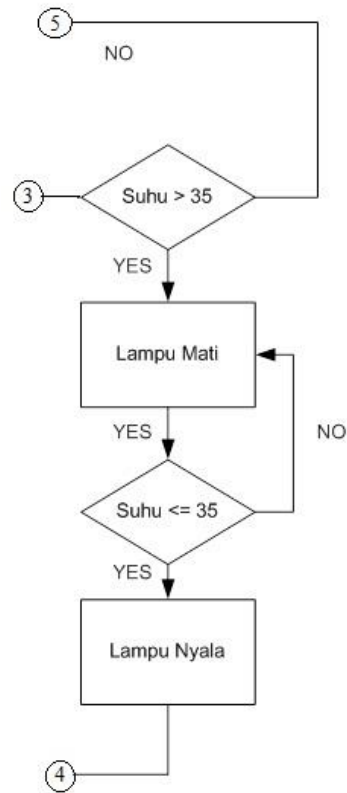 5
NO
3
Suhu > 35
YES
Lampu Mati
YES
NO
Suhu <= 35
YES
Lampu Nyala
4